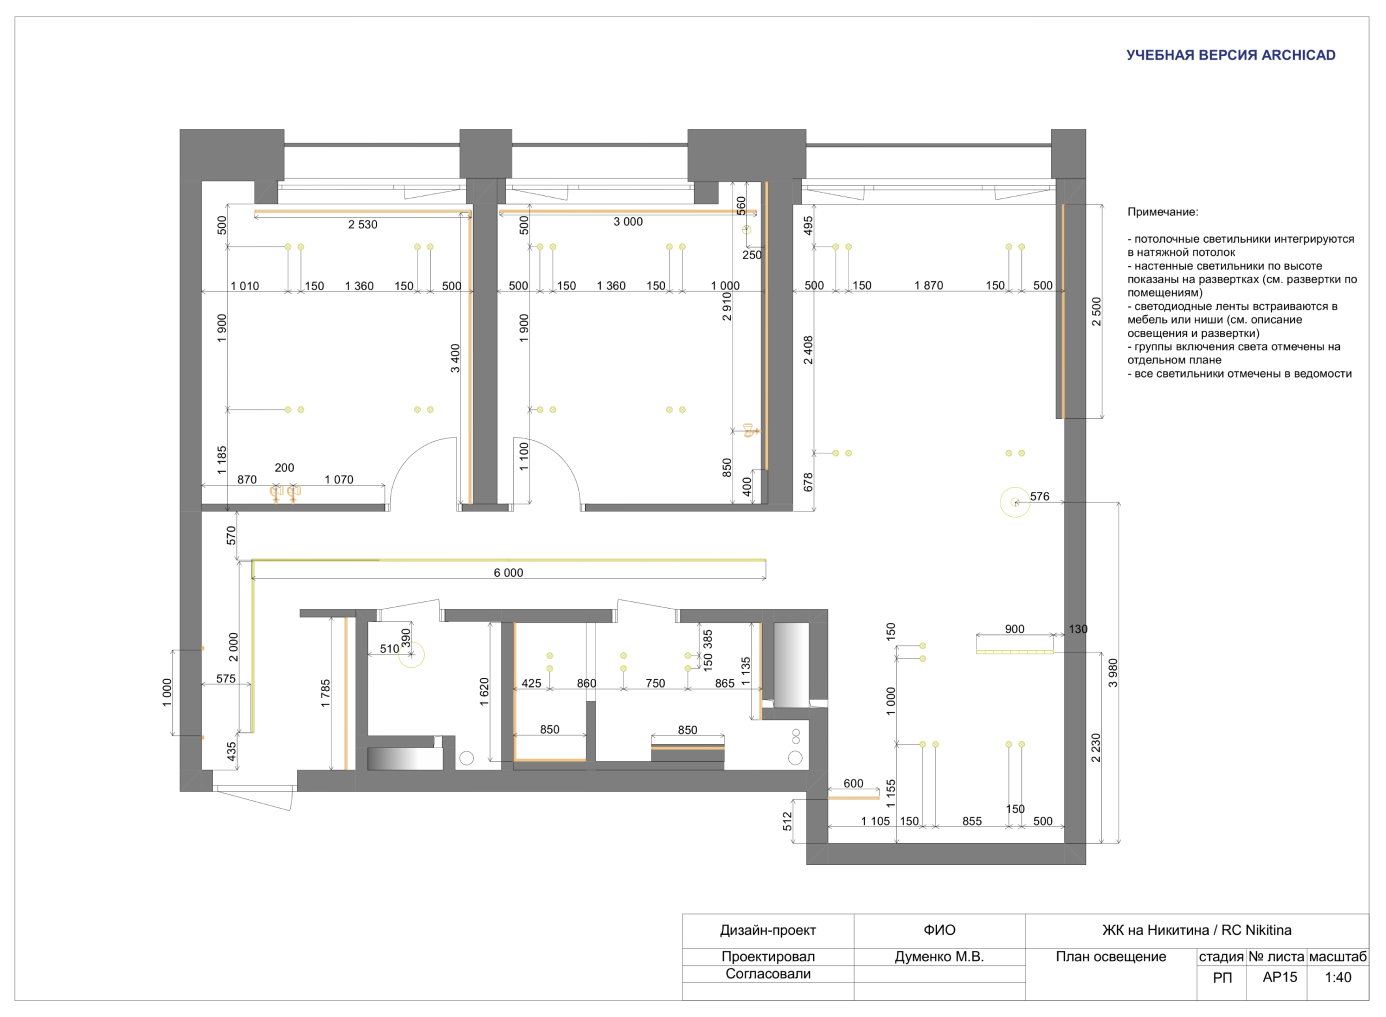 УЧЕБНАЯ ВЕРСИЯ ARCHICAD
Примечание:
- потолочные светильники интегрируются
в натяжной потолок
- настенные светильники по высоте
показаны на развертках (см. развертки по
помещениям)
- светодиодные ленты встраиваются в
мебель или ниши (см. описание
освещения и развертки)
- группы включения света отмечены на
отдельном плане
- все светильники отмечены в ведомости
500
2 530
1 010
150
1 360
150
500
1 900
3 400
1 185
870
200
1 070
500
3 000
560
250
500
150
1 360
150
1 000
1 900
2 910
1 100
850
400
495
500
150
1 870
150
500
2 500
2 408
678
576
570
6 000
2 000
575
1 000
435
1 785
510
390
1 620
385
150
425
860
750
865
1 135
850
850
150
900
130
3 980
1 000
2 230
600
1 155
512
1 105
150
855
150
500
Дизайн-проект
ФИО
ЖК на Никитина / RC Nikitina
Проектировал
Думенко М.В.
План освещение
стадия
№ листа
масштаб
Согласовали
РП
АР15
1:40